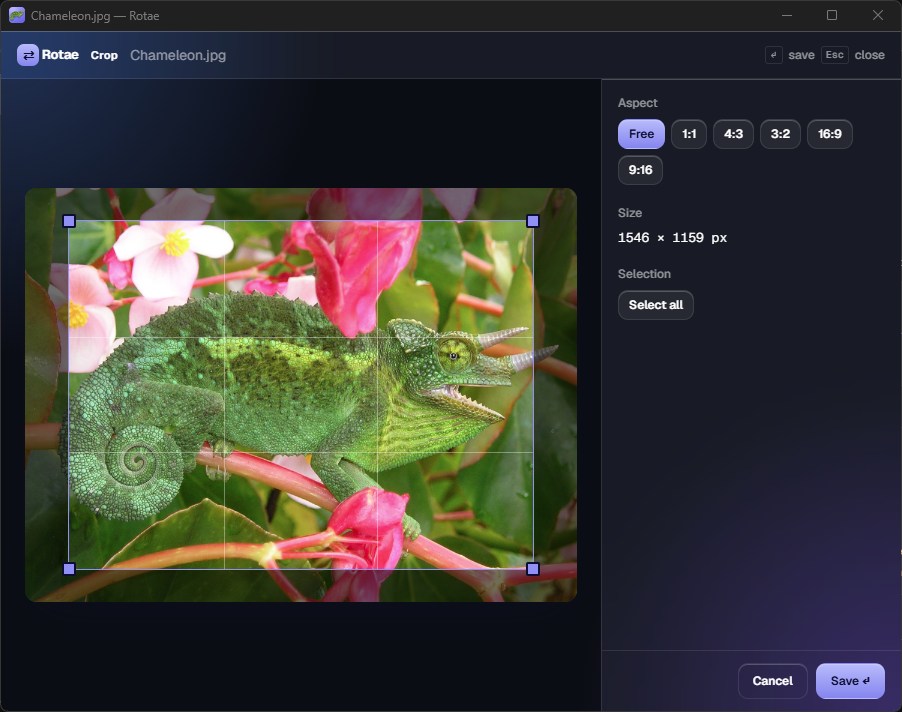 Chameleon.jpg — Rotae
Rotae Crop Chameleon.jpg
↵ save Esc close
Aspect
Free 1:1 4:3 3:2 16:9
9:16
Size
1546 × 1159 px
Selection
Select all
Cancel Save ↵